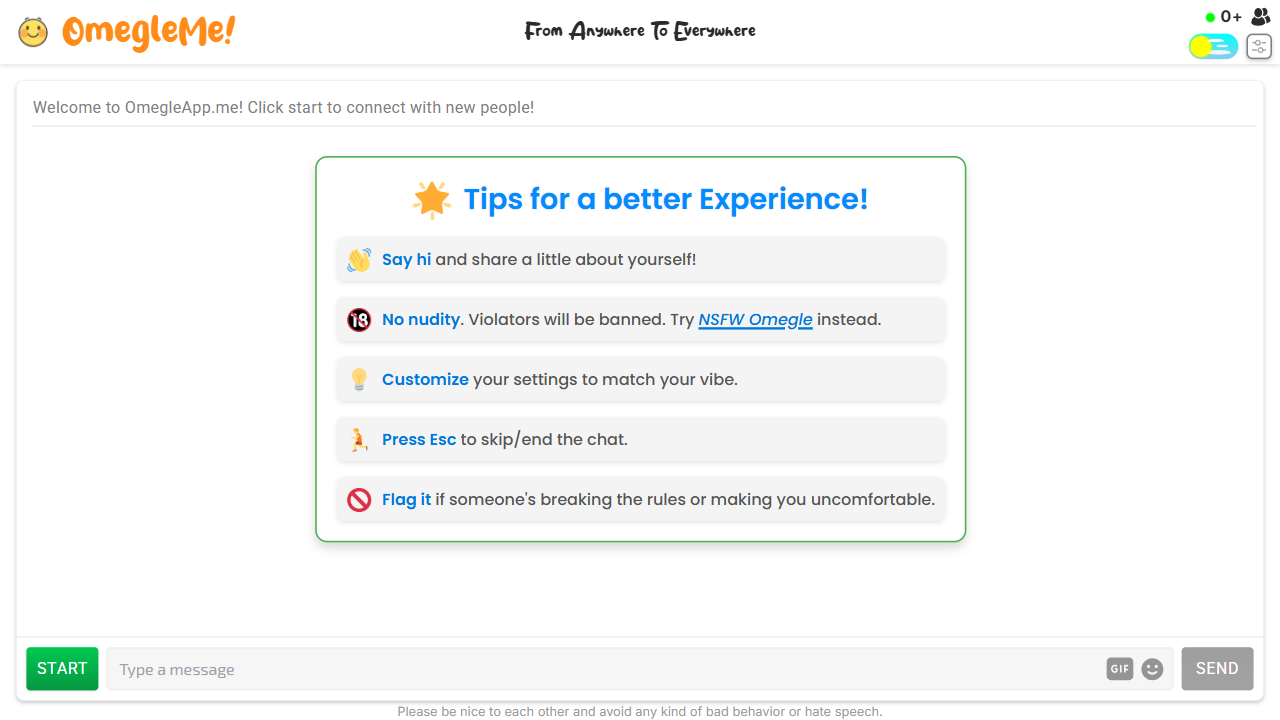 OmegleMe!
From Anywhere To Everywhere
0+
Welcome to OmegleApp.me! Click start to connect with new people!
Tips for a better Experience!
Say hi and share a little about yourself!
18
No nudity. Violators will be banned. Try NSFW Omegle instead.
Customize your settings to match your vibe.
Press Esc to skip/end the chat.
Flag it if someone's breaking the rules or making you uncomfortable.
START
Type a message
GIF
SEND
Please be nice to each other and avoid any kind of bad behavior or hate speech.